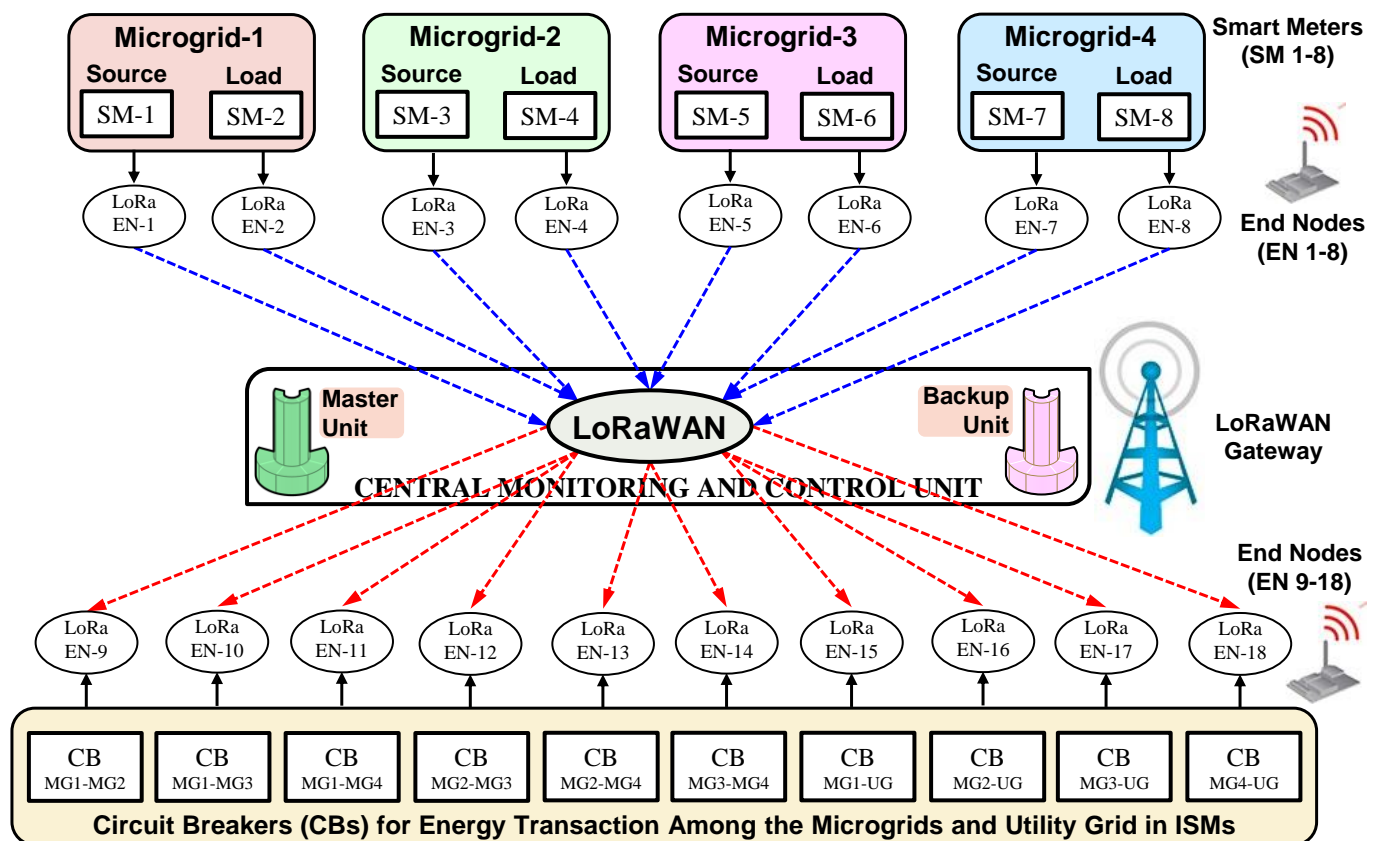 Microgrid-1
Source Load
SM-1 SM-2
Microgrid-2
Source Load
SM-3 SM-4
Microgrid-3
Source Load
SM-5 SM-6
Microgrid-4
Source Load
SM-7 SM-8
Smart Meters
(SM 1-8)
LoRa
EN-1
LoRa
EN-2
LoRa
EN-3
LoRa
EN-4
LoRa
EN-5
LoRa
EN-6
LoRa
EN-7
LoRa
EN-8
End Nodes
(EN 1-8)
Master
Unit
LoRaWAN
Backup
Unit
CENTRAL MONITORING AND CONTROL UNIT
LoRaWAN
Gateway
End Nodes
(EN 9-18)
LoRa
EN-9
LoRa
EN-10
LoRa
EN-11
LoRa
EN-12
LoRa
EN-13
LoRa
EN-14
LoRa
EN-15
LoRa
EN-16
LoRa
EN-17
LoRa
EN-18
CB
MG1-MG2
CB
MG1-MG3
CB
MG1-MG4
CB
MG2-MG3
CB
MG2-MG4
CB
MG3-MG4
CB
MG1-UG
CB
MG2-UG
CB
MG3-UG
CB
MG4-UG
Circuit Breakers (CBs) for Energy Transaction Among the Microgrids and Utility Grid in ISMs